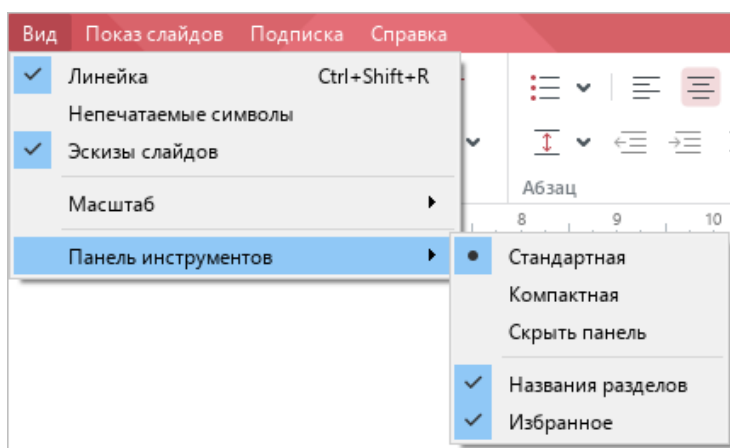 Вид Показ слайдов Подписка Справка
Линейка Ctrl+Shift+R
Непечатаемые символы
Эскизы слайдов
Масштаб
Панель инструментов
Абзац
8 9 10
Стандартная
Компактная
Скрыть панель
Названия разделов
Избранное